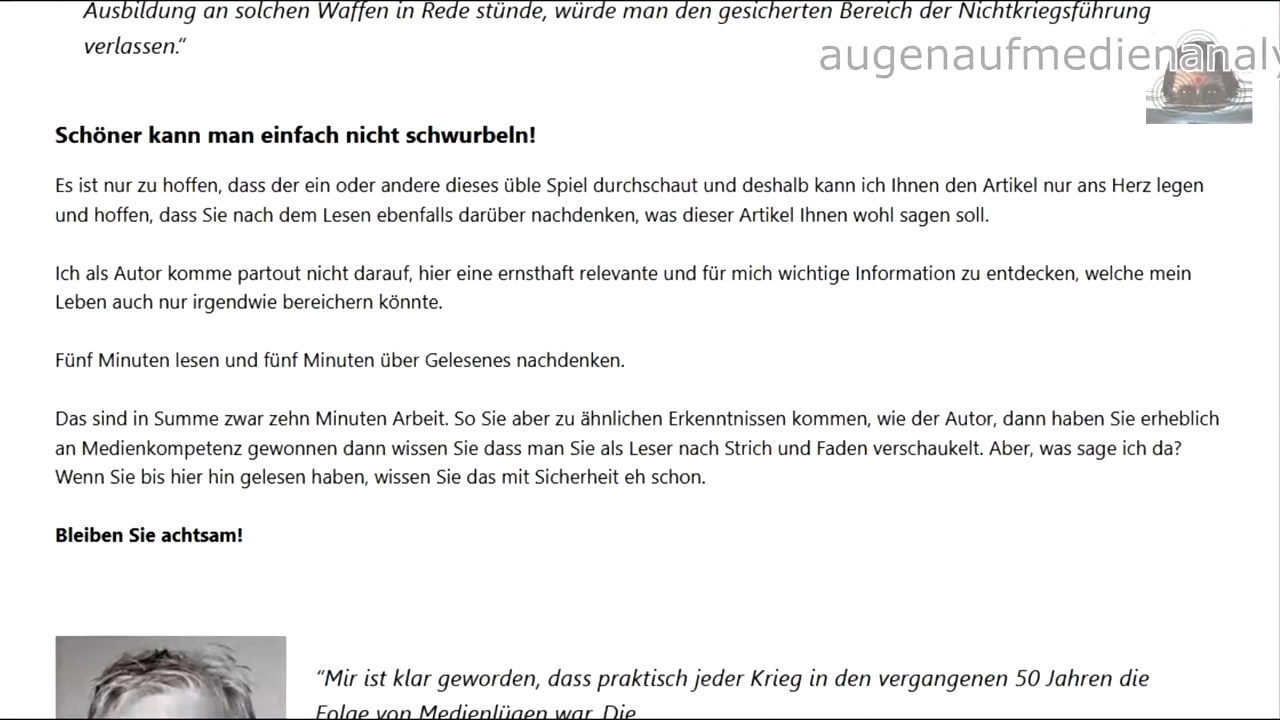 Ausbildung an solchen Waffen in Rede stünde, würde man den gesicherten Bereich der Nichtkriegsführung
verlassen.“
augenaufmedienanaly
Schöner kann man einfach nicht schwurbeln!
Es ist nur zu hoffen, dass der ein oder andere dieses üble Spiel durchschaut und deshalb kann ich Ihnen den Artikel nur ans Herz legen
und hoffen, dass Sie nach dem Lesen ebenfalls darüber nachdenken, was dieser Artikel Ihnen wohl sagen soll.
Ich als Autor komme partout nicht darauf, hier eine ernsthaft relevante und für mich wichtige Information zu entdecken, welche mein
Leben auch nur irgendwie bereichern könnte.
Fünf Minuten lesen und fünf Minuten über Gelesenes nachdenken.
Das sind in Summe zwar zehn Minuten Arbeit. So Sie aber zu ähnlichen Erkenntnissen kommen, wie der Autor, dann haben Sie erheblich
an Medienkompetenz gewonnen dann wissen Sie dass man Sie als Leser nach Strich und Faden verschaukelt. Aber, was sage ich da?
Wenn Sie bis hier hin gelesen haben, wissen Sie das mit Sicherheit eh schon.
Bleiben Sie achtsam!
“Mir ist klar geworden, dass praktisch jeder Krieg in den vergangenen 50 Jahren die
Folge von Medienlügen war. Die